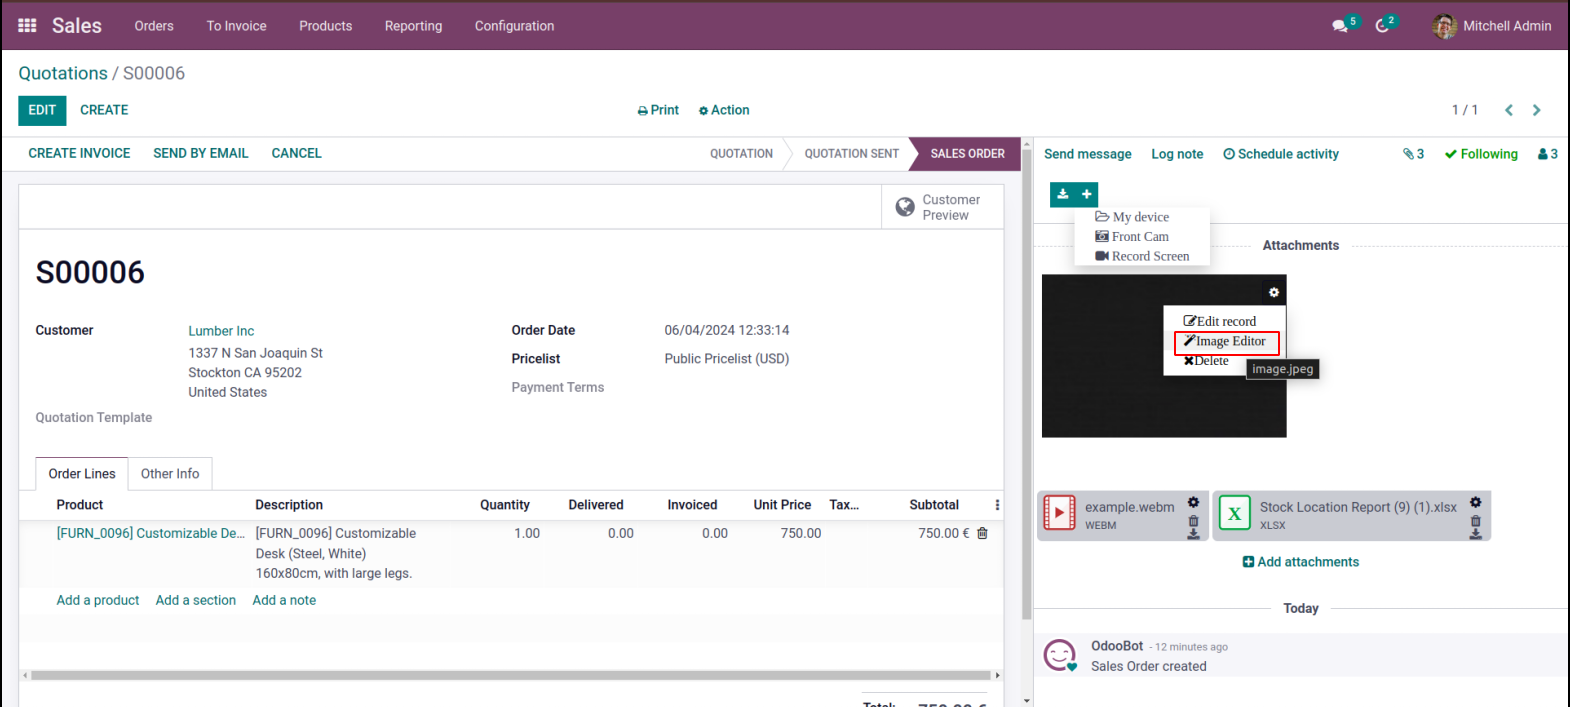 Sales Orders To Invoice Products Reporting Configuration 5 2 Mitchell Admin
Quotations / S00006
EDIT CREATE Print Action 1 / 1
CREATE INVOICE SEND BY EMAIL CANCEL QUOTATION QUOTATION SENT SALES ORDER
Send message Log note Schedule activity 3 Following 3
Customer
Preview
My device
Front Cam
Record Screen
Attachments
S00006
Edit record
Image Editor
Delete
image.jpeg
Customer Lumber Inc
1337 N San Joaquin St
Stockton CA 95202
United States
Order Date 06/04/2024 12:33:14
Pricelist Public Pricelist (USD)
Payment Terms
Quotation Template
Order Lines Other Info
Product Description Quantity Delivered Invoiced Unit Price Tax... Subtotal
[FURN_0096] Customizable De... [FURN_0096] Customizable 1.00 0.00 0.00 750.00 750.00 €
Desk (Steel, White)
160x80cm, with large legs.
Add a product Add a section Add a note
example.webm
WEBM
X Stock Location Report (9) (1).xlsx
XLSX
Add attachments
Today
OdooBot - 12 minutes ago
Sales Order created
Total: 750.00 €